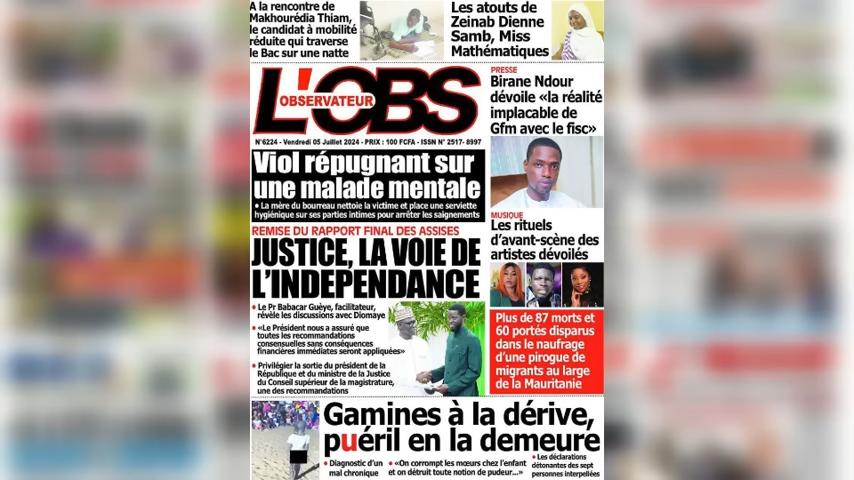 A la rencontre de
Makhourédia Thiam,
le candidat à mobilité
réduite qui traverse
le Bac sur une natte
Les atouts de
Zeinab Dienne
Samb, Miss
Mathématiques
L'OBS
OBSERVATEUR
N°6224 - Vendredi 05 Juillet 2024 - PRIX : 100 FCFA - ISSN N° 2517- 8997
PRESSE
Birane Ndour
dévoile «la réalité
implacable de
Gfm avec le fisc»
Viol répugnant sur
une malade mentale
• La mère du bourreau nettoie la victime et place une serviette
hygiénique sur ses parties intimes pour arrêter les saignements
MUSIQUE
Les rituels
d'avant-scène des
artistes dévoilés
REMISE DU RAPPORT FINAL DES ASSISES
JUSTICE, LA VOIE DE
L'INDEPENDANCE
• Le Pr Babacar Guèye, facilitateur,
révèle les discussions avec Diomaye
• «Le Président nous a assuré que
toutes les recommandations
consensuelles sans conséquences
financières immédiates seront appliquées»
• Privilégier la sortie du président de la
République et du ministre de la Justice
du Conseil supérieur de la magistrature,
une des recommandations
Plus de 87 morts et
60 portés disparus
dans le naufrage
d'une pirogue de
migrants au large
de la Mauritanie
Gamines à la dérive,
puéril en la demeure
• Diagnostic d'un
mal chronique
• «On corrompt les mœurs chez l'enfant
et on détruit toute notion de pudeur...»
• Les déclarations
détonantes des sept
personnes interpellées